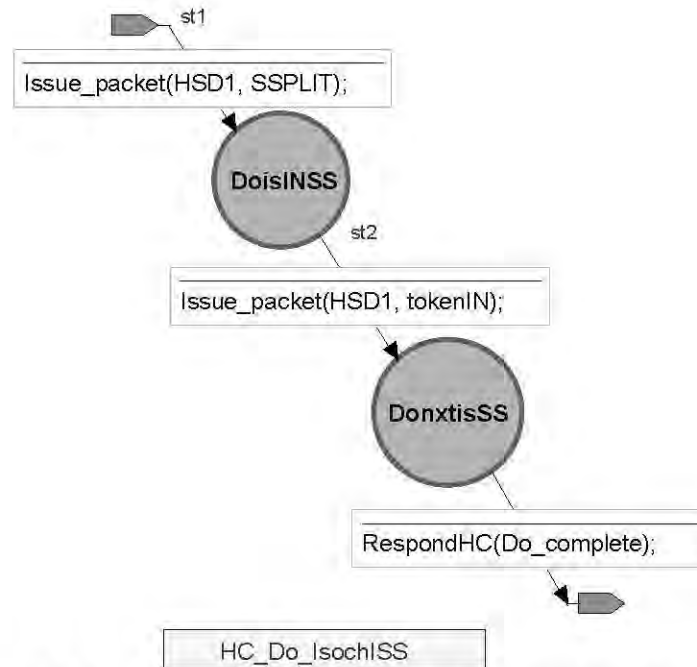 st1
Issue_packet(HSD1, SSPLIT);
DoisINSS
st2
Issue_packet(HSD1, tokenIN);
DonxtisSS
RespondHC(Do_complete);
HC_Do_IsochISS